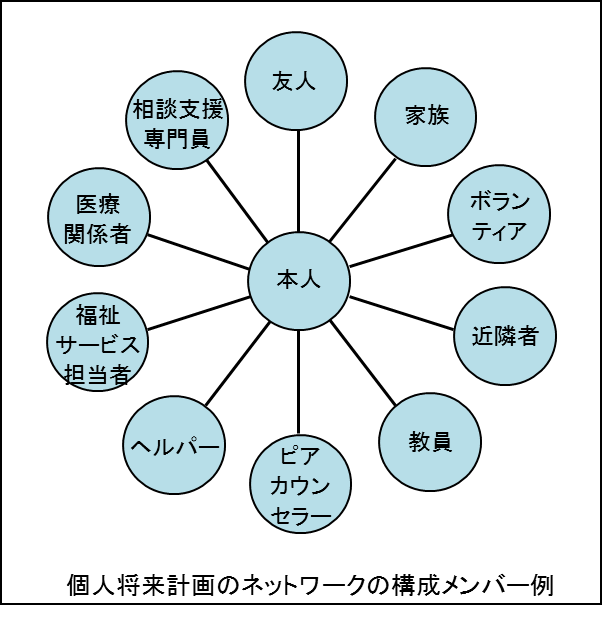 友人
家族
ボラン
ティア
近隣者
教員
ピア
カウン
セラー
ヘルパー
福祉
サービス
担当者
医療
関係者
相談支援
専門員
本人
個人将来計画のネットワークの構成メンバー例